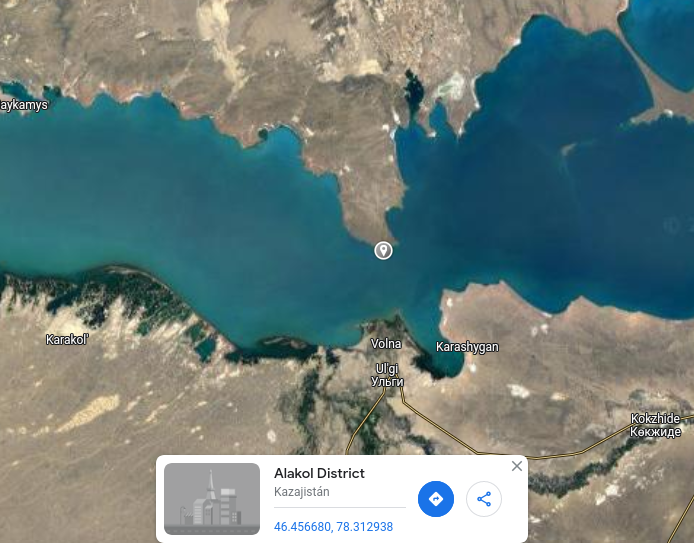 aykamys
Karakol'
Volna
Karashygan
Ul'gi
Ульги
Kokzhide
Көкжиде
Alakol District
Kazajistán
46.456680, 78.312938